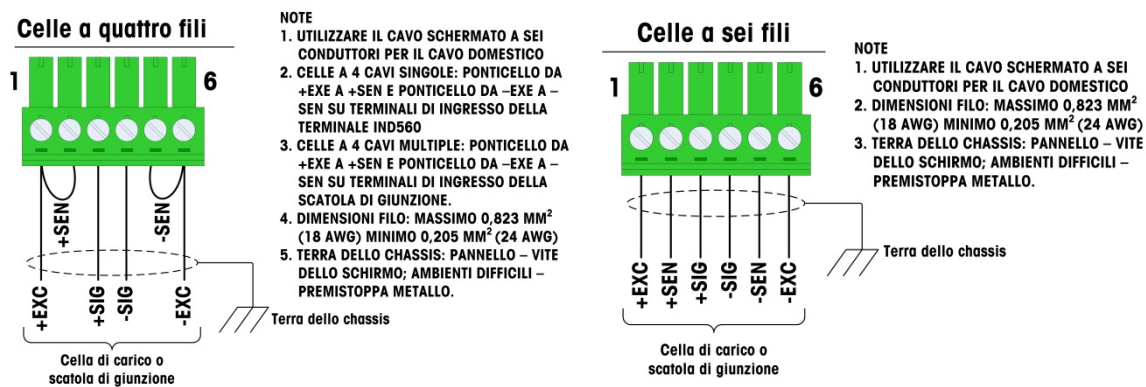 Celle a quattro fili
1
6
+SEN
-SEN
+EXC
+SIG
-SIG
-EXC
Terra dello chassis
Cella di carico o
scatola di giunzione
NOTE
1. UTILIZZARE IL CAVO SCHERMATO A SEI
CONDUTTORI PER IL CAVO DOMESTICO
2. CELLE A 4 CAVI SINGOLE: PONTICELLO DA
+EXE A +SEN E PONTICELLO DA –EXE A –
SEN SU TERMINALI DI INGRESSO DELLA
TERMINALE IND560
3. CELLE A 4 CAVI MULTIPLE: PONTICELLO DA
+EXE A +SEN E PONTICELLO DA –EXE A –
SEN SU TERMINALI DI INGRESSO DELLA
SCATOLA DI GIUNZIONE.
4. DIMENSIONI FILO: MASSIMO 0,823 MM²
(18 AWG) MINIMO 0,205 MM² (24 AWG)
5. TERRA DELLO CHASSIS: PANNELLO – VITE
DELLO SCHIRMO; AMBIENTI DIFFICILI –
PREMISTOPPA METALLO.
Celle a sei fili
1
6
+EXC
+SEN
+SIG
-SIG
-SEN
-EXC
Terra dello chassis
Cella di carico o
scatola di giunzione
NOTE
1. UTILIZZARE IL CAVO SCHERMATO A SEI
CONDUTTORI PER IL CAVO DOMESTICO
2. DIMENSIONI FILO: MASSIMO 0,823 MM²
(18 AWG) MINIMO 0,205 MM² (24 AWG)
3. TERRA DELLO CHASSIS: PANNELLO – VITE
DELLO SCHIRMO; AMBIENTI DIFFICILI –
PREMISTOPPA METALLO.